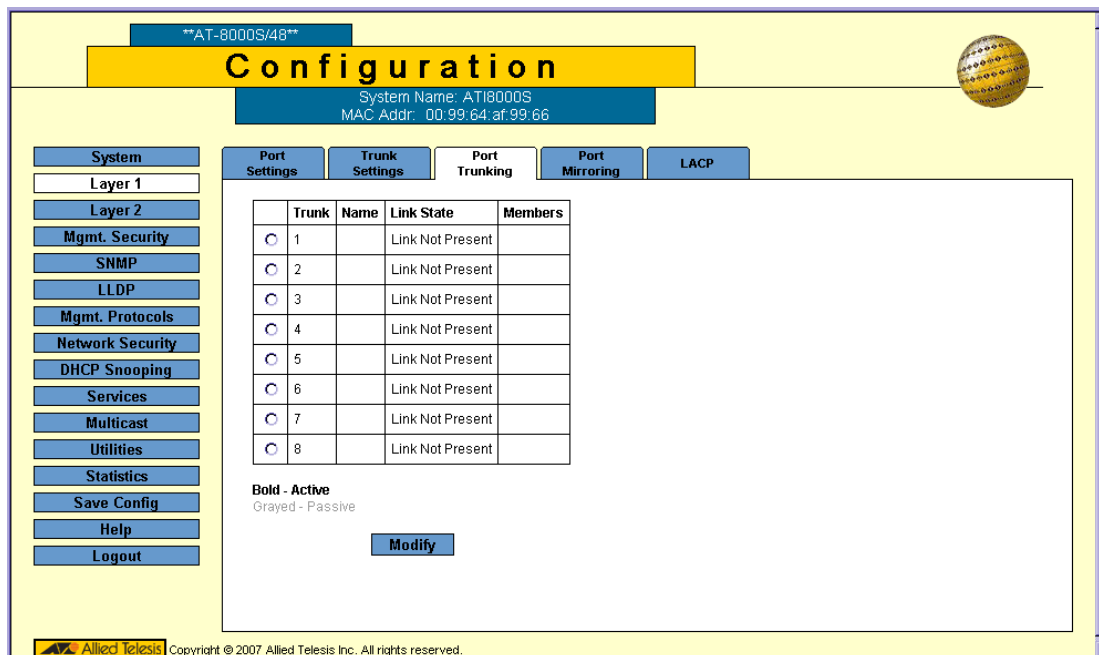 **AT-8000S/48**
Configuration
System Name: ATI8000S
MAC Addr: 00:99:64:af:99:66
System
Layer 1
Layer 2
Mgmt. Security
SNMP
LLDP
Mgmt. Protocols
Network Security
DHCP Snooping
Services
Multicast
Utilities
Statistics
Save Config
Help
Logout
Port Settings
Trunk Settings
Port Trunking
Port Mirroring
LACP
Trunk Name Link State Members
1 Link Not Present
2 Link Not Present
3 Link Not Present
4 Link Not Present
5 Link Not Present
6 Link Not Present
7 Link Not Present
8 Link Not Present
Bold - Active
Grayed - Passive
Modify
Allied Telesis Copyright © 2007 Allied Telesis Inc. All rights reserved.